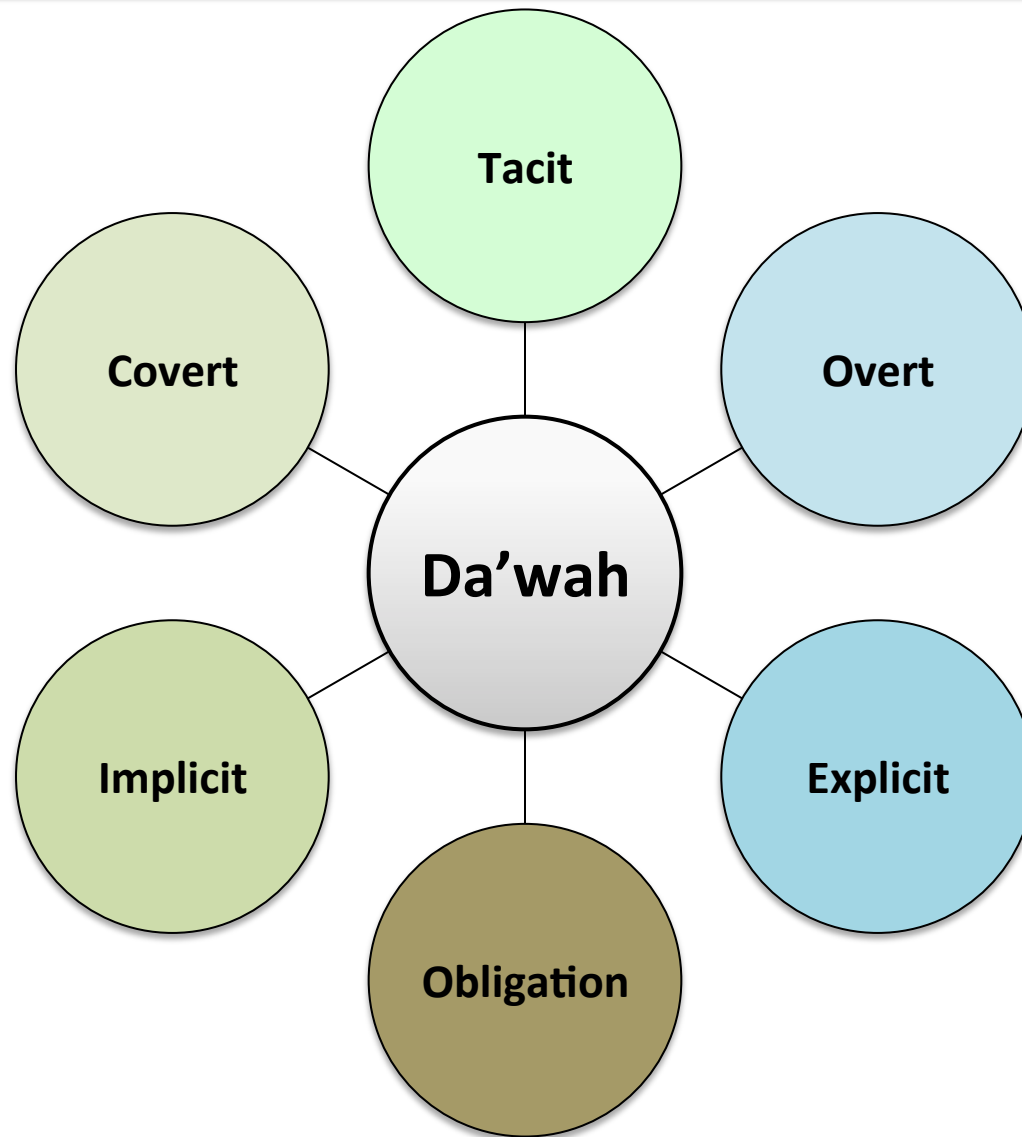 Tacit
Covert
Overt
Da’wah
Implicit
Explicit
Obligation